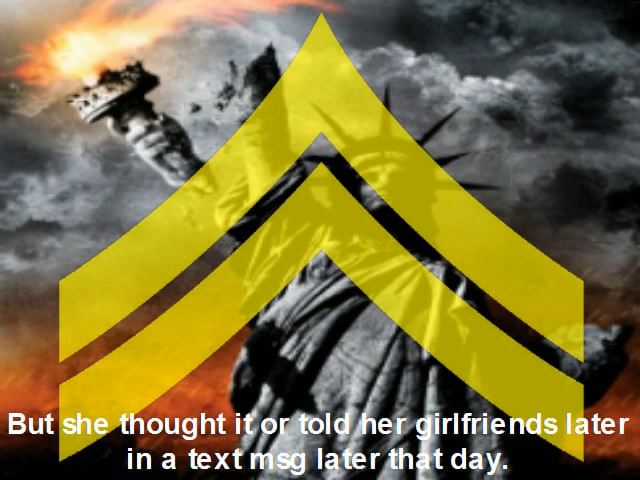 But she thought it or told her girlfriends later
in a text msg later that day.